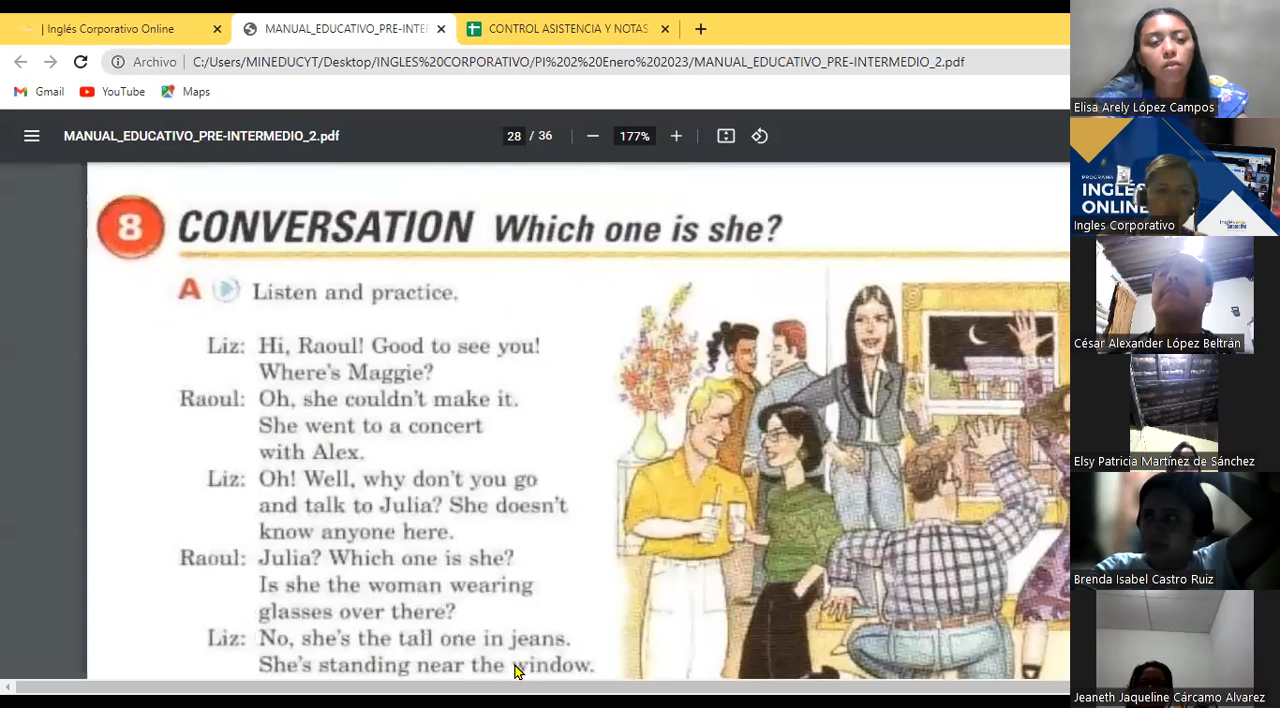 | Inglés Corporativo Online
MANUAL_EDUCATIVO_PRE-INTER
CONTROL ASISTENCIA Y NOTAS
Archivo | C:/Users/MINEDUCYT/Desktop/INGLES%20CORPORATIVO/PI%202%20Enero%202023/MANUAL_EDUCATIVO_PRE-INTERMEDIO_2.pdf
Gmail YouTube Maps
MANUAL_EDUCATIVO_PRE-INTERMEDIO_2.pdf
28 / 36
177%
8 CONVERSATION Which one is she?
A Listen and practice.
Liz: Hi, Raoul! Good to see you!
Where's Maggie?
Raoul: Oh, she couldn't make it.
She went to a concert
with Alex.
Liz: Oh! Well, why don't you go
and talk to Julia? She doesn't
know anyone here.
Raoul: Julia? Which one is she?
Is she the woman wearing
glasses over there?
Liz: No, she's the tall one in jeans.
She's standing near the window.
Elisa Arely López Campos
PROGRAMA
INGLÉS
ONLINE
Ingles Corporativo
César Alexander López Beltrán
Elsy Patricia Martínez de Sánchez
Brenda Isabel Castro Ruiz
Jeaneth Jaqueline Cárcamo Alvarez